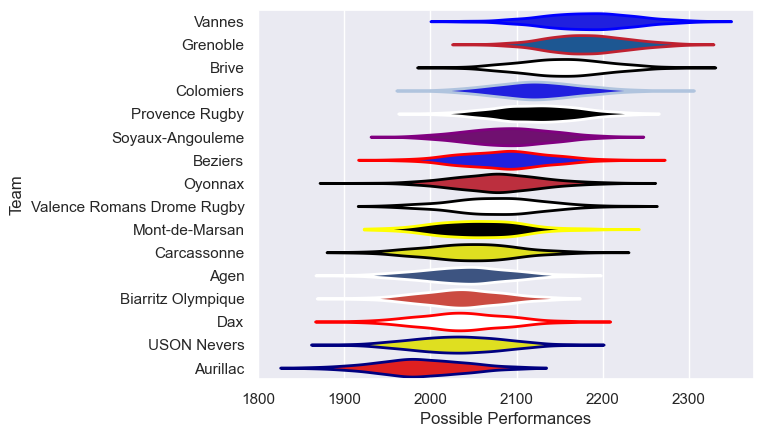 Vannes
Grenoble
Brive
Colomiers
Provence Rugby
Soyaux-Angouleme
Beziers
Oyonnax
Valence Romans Drome Rugby
Mont-de-Marsan
Carcassonne
Agen
Biarritz Olympique
Dax
USON Nevers
Aurillac
Team
1800 1900 2000 2100 2200 2300
Possible Performances